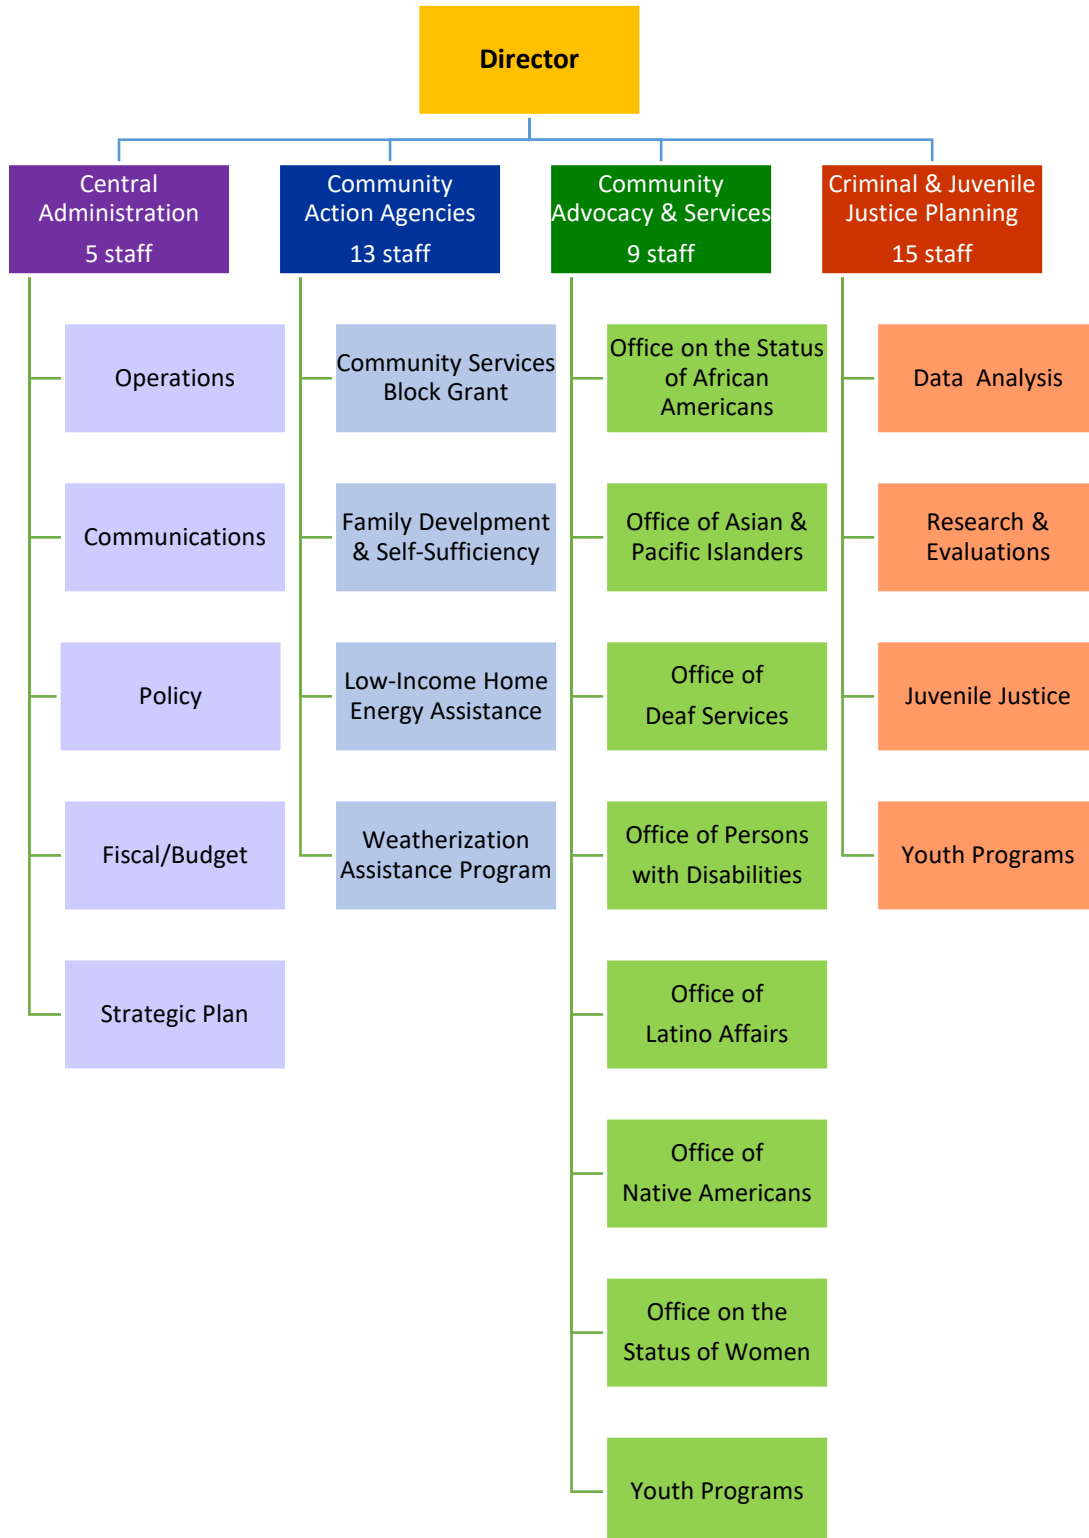 Director
Central
Administration
5 staff
Community
Action Agencies
13 staff
Community
Advocacy & Services
9 staff
Criminal & Juvenile
Justice Planning
15 staff
Operations
Communications
Policy
Fiscal/Budget
Strategic Plan
Community Services
Block Grant
Family Develpment
& Self-Sufficiency
Low-Income Home
Energy Assistance
Weatherization
Assistance Program
Office on the Status
of African
Americans
Office of Asian &
Pacific Islanders
Office of
Deaf Services
Office of Persons
with Disabilities
Office of
Latino Affairs
Office of
Native Americans
Office on the
Status of Women
Youth Programs
Data  Analysis
Research &
Evaluations
Juvenile Justice
Youth Programs